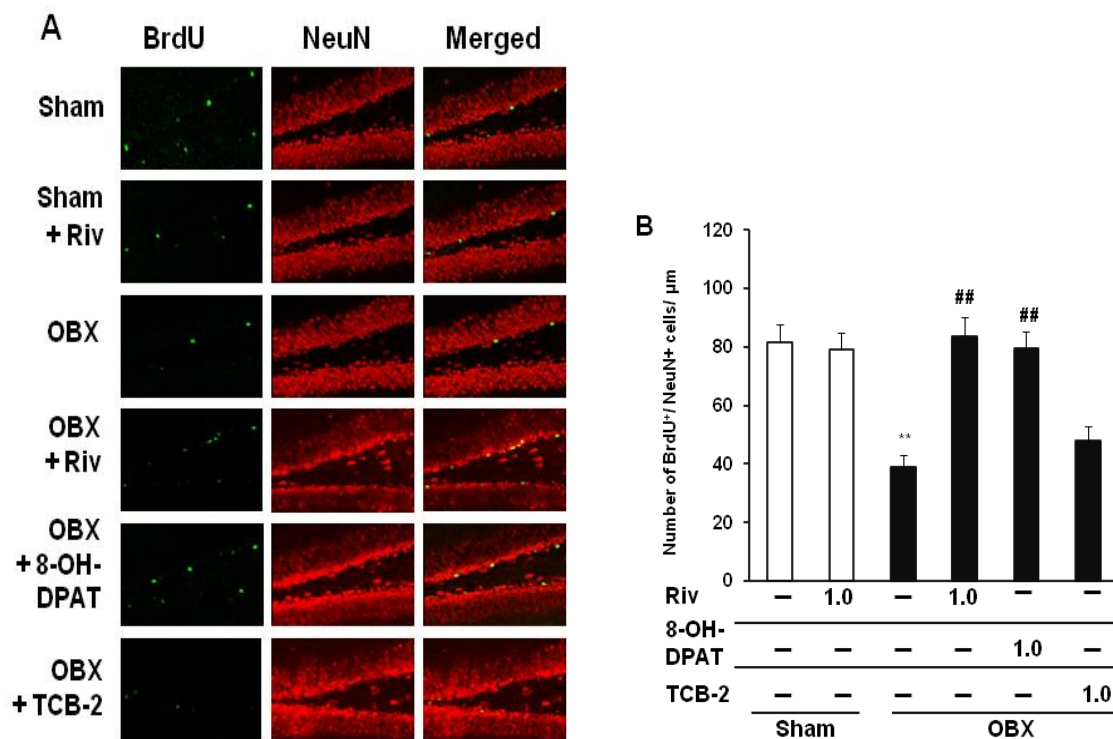 A
BrdU NeuN Merged
Sham
Sham
+ Riv
OBX
OBX
+ Riv
OBX
+ 8-OH-
DPAT
OBX
+ TCB-2
B
Number of BrdU⁺/ NeuN+ cells/ µm
120
100
80
60
40
20
0
**
##
##
Riv – 1.0 – 1.0 – –
8-OH-
DPAT – – – – 1.0 –
TCB-2 – – – – – 1.0
Sham OBX